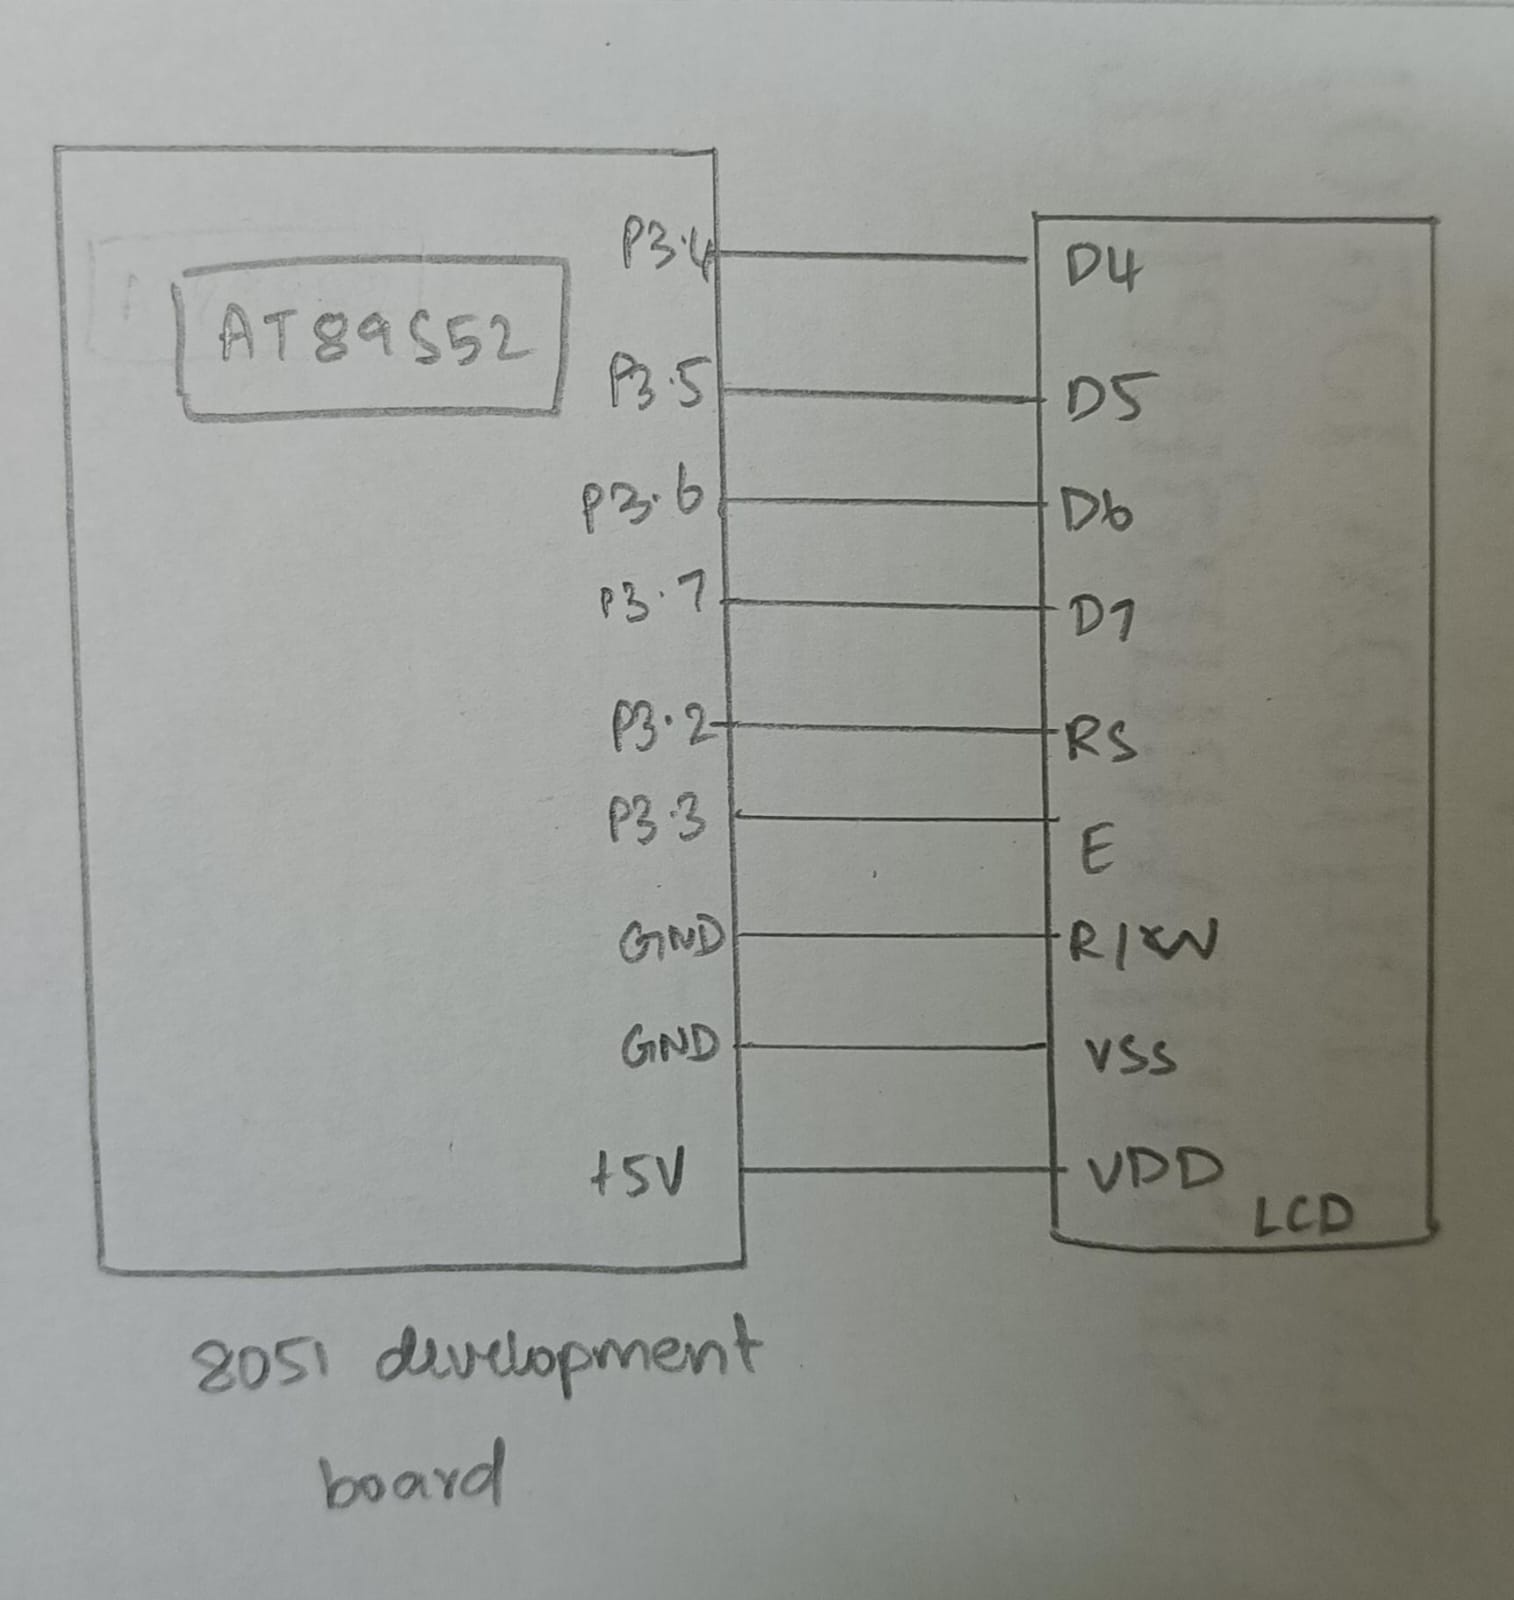 P3.4 D4
AT89S52
P3.5 D5
P3.6 D6
P3.7 D7
P3.2 RS
P3.3 E
GND R/W
GND VSS
+5V VDD
LCD
8051 development
board